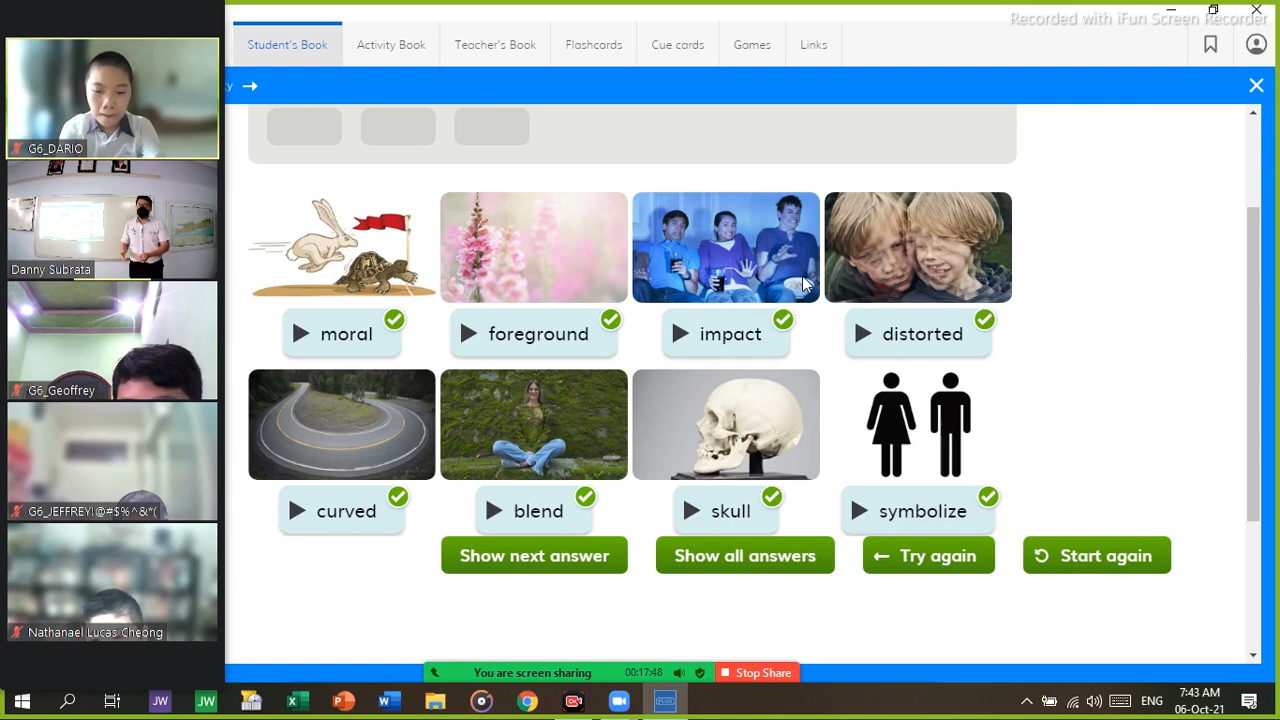 Recorded with iFun Screen Recorder
Student's Book
Activity Book
Teacher's Book
Flashcards
Cue cards
Games
Links
ty →
G6_DARIO
Danny Subrata
G6_Geoffrey
G6_JEFFREY!@#$%^&*(
Nathanael Lucas Cheong
moral
foreground
impact
distorted
curved
blend
skull
symbolize
Show next answer
Show all answers
← Try again
Start again
You are screen sharing
00:17:48
Stop Share
JW
JW
ENG
7:43 AM
06-Oct-21